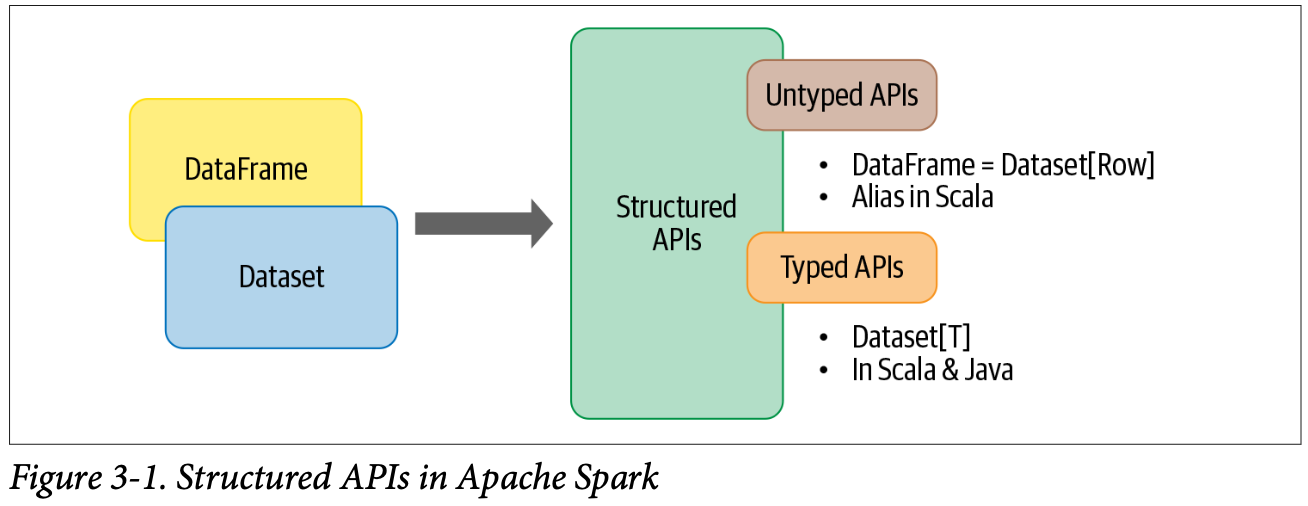 DataFrame
Dataset
Structured
APIs
Untyped APIs
• DataFrame = Dataset[Row]
• Alias in Scala
Typed APIs
• Dataset[T]
• In Scala & Java
Figure 3-1. Structured APIs in Apache Spark